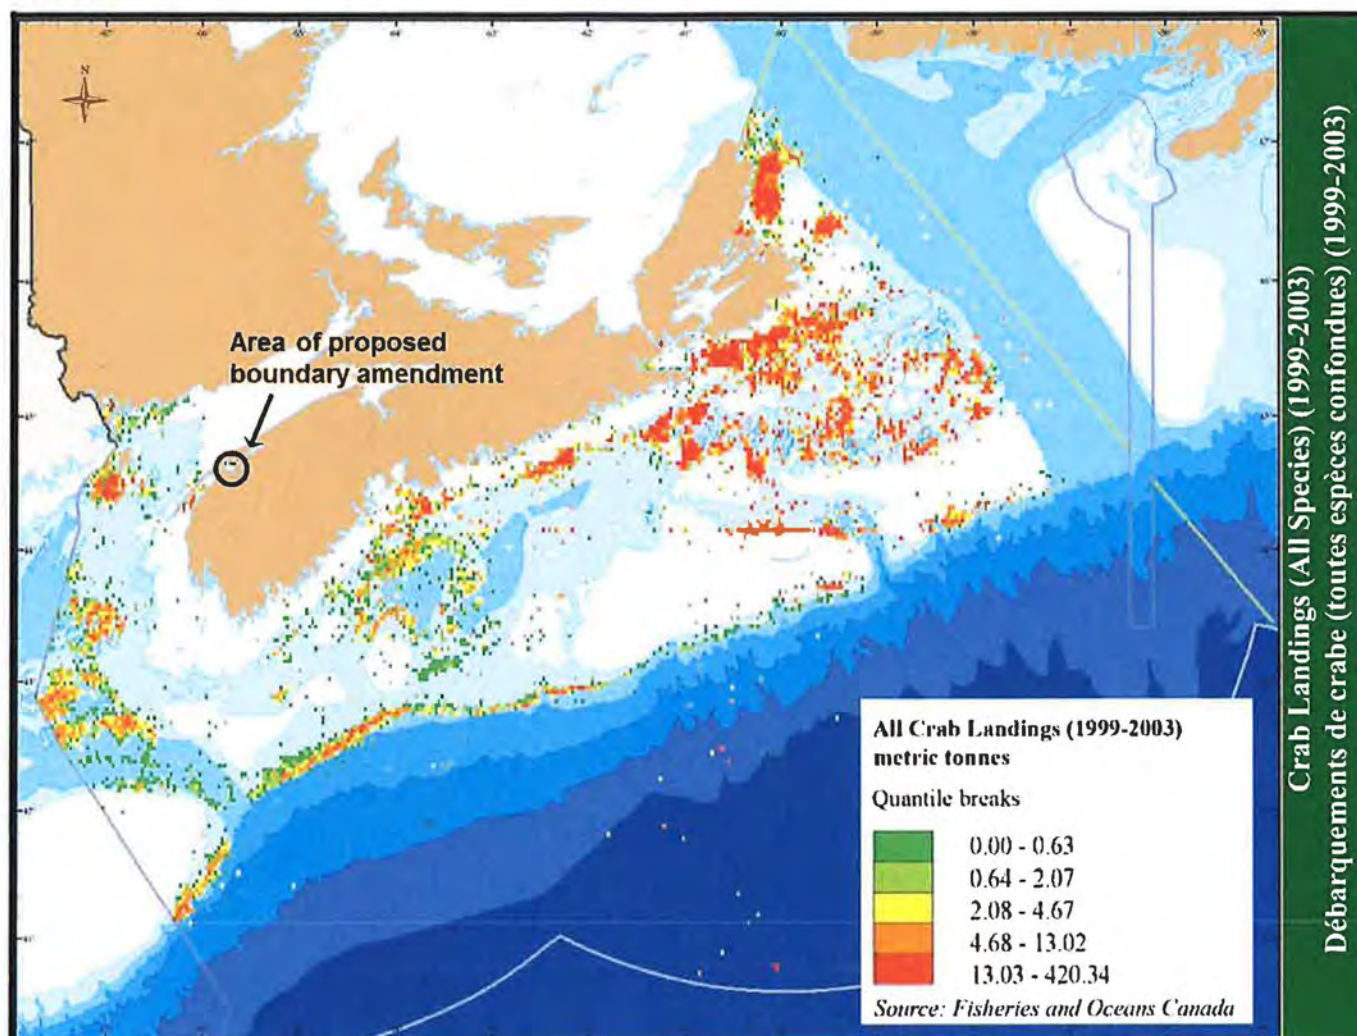 N
Area of proposed
boundary amendment
All Crab Landings (1999-2003)
metric tonnes
Quantile breaks
0.00 - 0.63
0.64 - 2.07
2.08 - 4.67
4.68 - 13.02
13.03 - 420.34
Source: Fisheries and Oceans Canada
Crab Landings (All Species) (1999-2003)
Débarquements de crabe (toutes espèces confondues) (1999-2003)